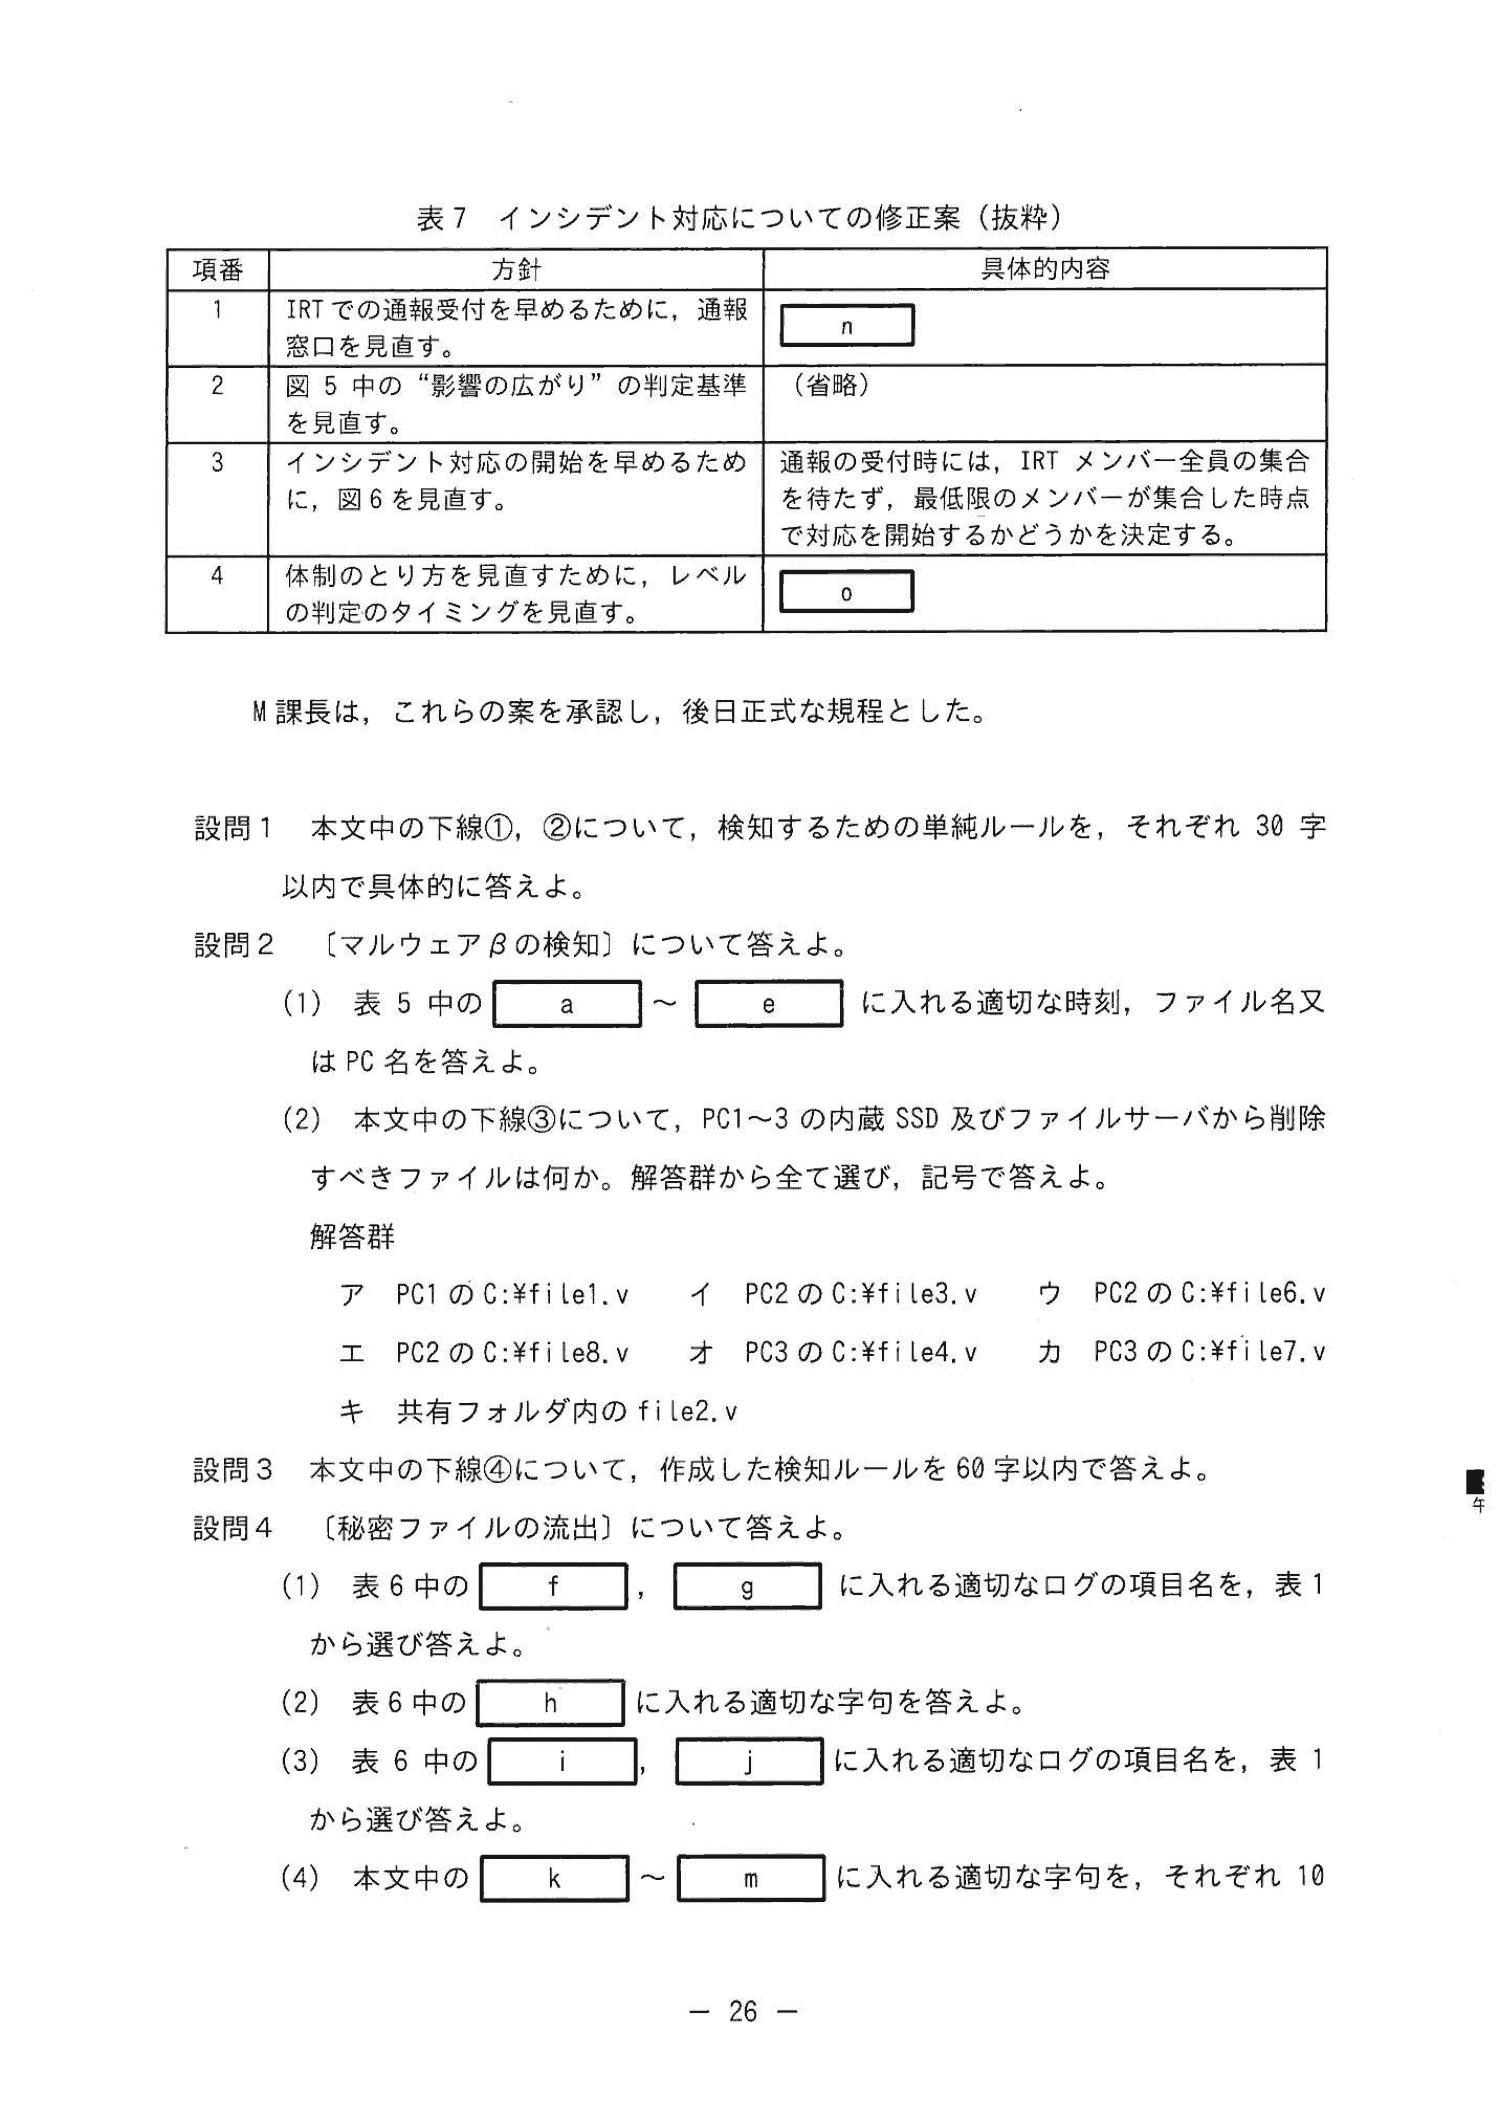 表7 インシデント対応についての修正案（抜粋）
項番 方針 具体的内容
1 IRTでの通報受付を早めるために，通報窓口を見直す。 n
2 図5中の“影響の広がり”の判定基準を見直す。 （省略）
3 インシデント対応の開始を早めるために，図6を見直す。 通報の受付時には，IRTメンバー全員の集合を待たず，最低限のメンバーが集合した時点で対応を開始するかどうかを決定する。
4 体制のとり方を見直すために，レベルの判定のタイミングを見直す。 o
M課長は，これらの案を承認し，後日正式な規程とした。
設問1 本文中の下線①，②について，検知するための単純ルールを，それぞれ30字
以内で具体的に答えよ。
設問2 〔マルウェアβの検知〕について答えよ。
(1) 表5中の a ～ e に入れる適切な時刻，ファイル名又
はPC名を答えよ。
(2) 本文中の下線③について，PC1～3の内蔵SSD及びファイルサーバから削除
すべきファイルは何か。解答群から全て選び，記号で答えよ。
解答群
ア PC1のC:¥file1.v イ PC2のC:¥file3.v ウ PC2のC:¥file6.v
エ PC2のC:¥file8.v オ PC3のC:¥file4.v カ PC3のC:¥file7.v
キ 共有フォルダ内のfile2.v
設問3 本文中の下線④について，作成した検知ルールを60字以内で答えよ。
設問4 〔秘密ファイルの流出〕について答えよ。
(1) 表6中の f ， g に入れる適切なログの項目名を，表1
から選び答えよ。
(2) 表6中の h に入れる適切な字句を答えよ。
(3) 表6中の i ， j に入れる適切なログの項目名を，表1
から選び答えよ。
(4) 本文中の k ～ m に入れる適切な字句を，それぞれ10
－ 26 －